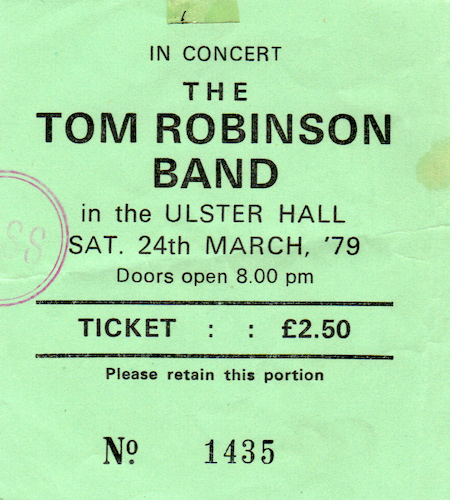 IN CONCERT
THE
TOM ROBINSON
BAND
in the ULSTER HALL
SAT. 24th MARCH, '79
Doors open 8.00 pm
TICKET : : £2.50
Please retain this portion
Nº 1435